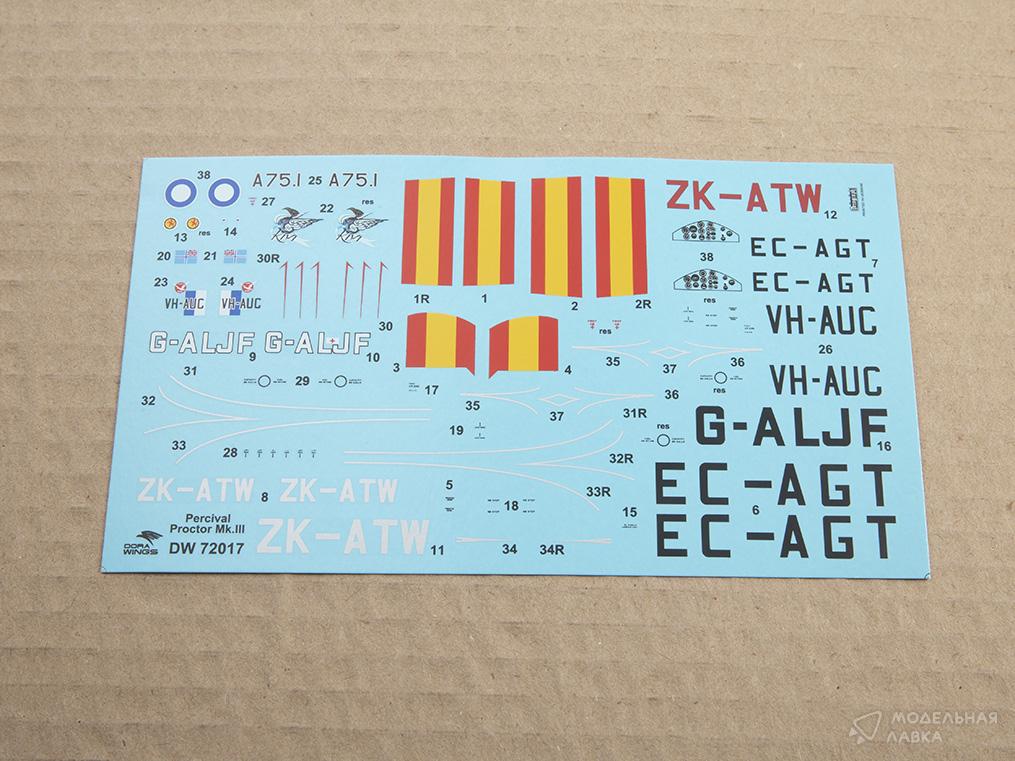 38
A75.1 25 A75.1
27
22
res
13 res 14
20 21 30R
23 24
VH-AUC VH-AUC
30
G-ALJF G-ALJF
9 10
1R 1 2 2R
3 4
ZK-ATW
12
38
EC-AGT
7
EC-AGT
res
VH-AUC
26
VH-AUC
res
35 37 36
res
31 29 17
32 35 37 36
33 19 31R
28 32R
33R
res
G-ALJF
16
ZK-ATW 8 ZK-ATW
5 18 15
EC-AGT
6
EC-AGT
Percival
Proctor Mk.III
DORA
WINGS
DW 72017
ZK-ATW
11 34 34R
МОДЕЛЬНАЯ
ЛАВКА